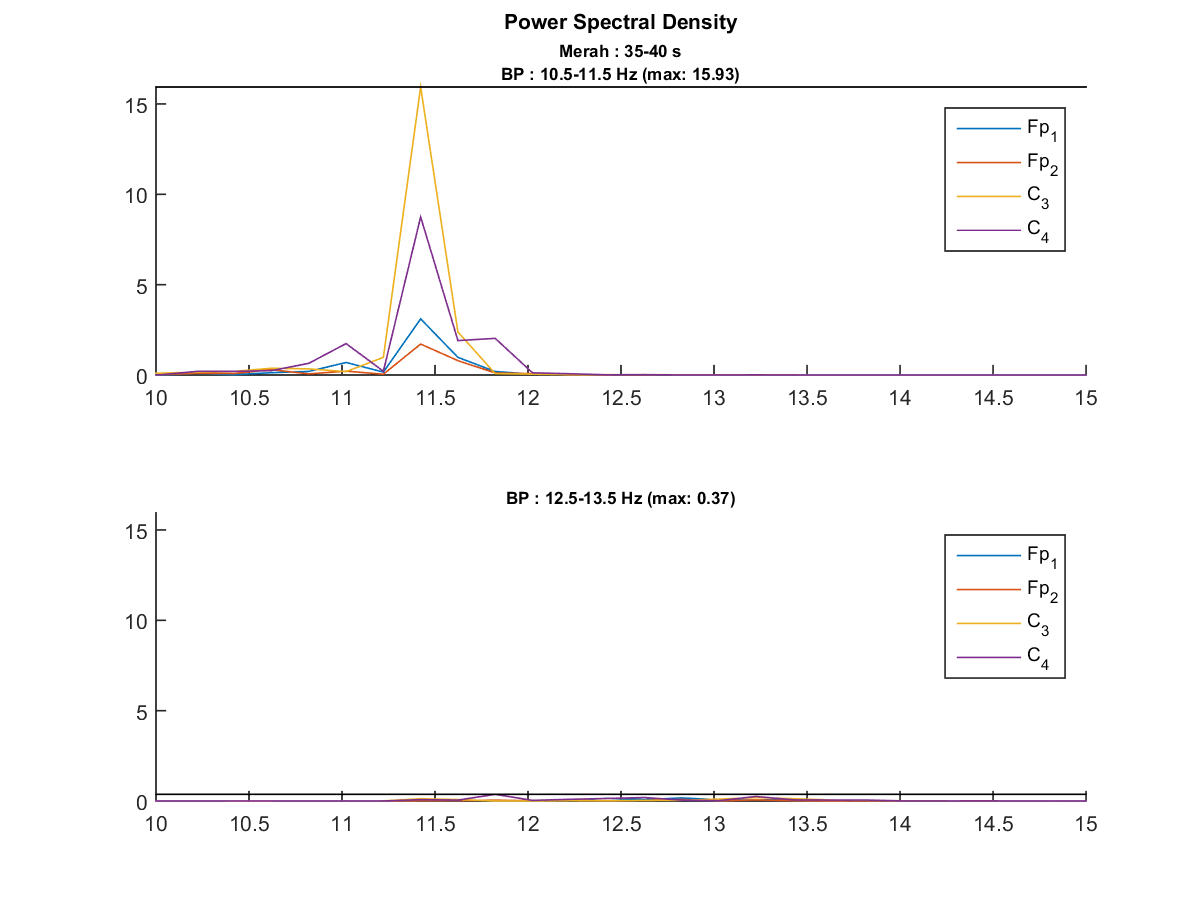 Power Spectral Density
Merah : 35-40 s
BP : 10.5-11.5 Hz (max: 15.93)
15
10
5
0
10 10.5 11 11.5 12 12.5 13 13.5 14 14.5 15
Fp1
Fp2
C3
C4
BP : 12.5-13.5 Hz (max: 0.37)
15
10
5
0
10 10.5 11 11.5 12 12.5 13 13.5 14 14.5 15
Fp1
Fp2
C3
C4